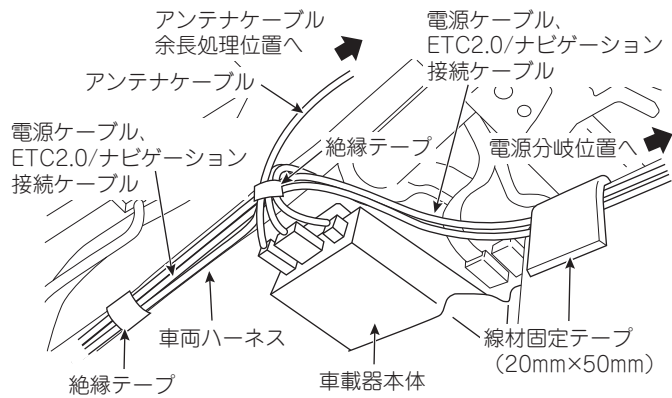 アンテナケーブル
余長処理位置へ
アンテナケーブル
電源ケーブル、
ETC2.0/ナビゲーション
接続ケーブル
電源ケーブル、
ETC2.0/ナビゲーション
接続ケーブル
絶縁テープ
電源分岐位置へ
車両ハーネス
絶縁テープ
車載器本体
線材固定テープ
（20mm×50mm）